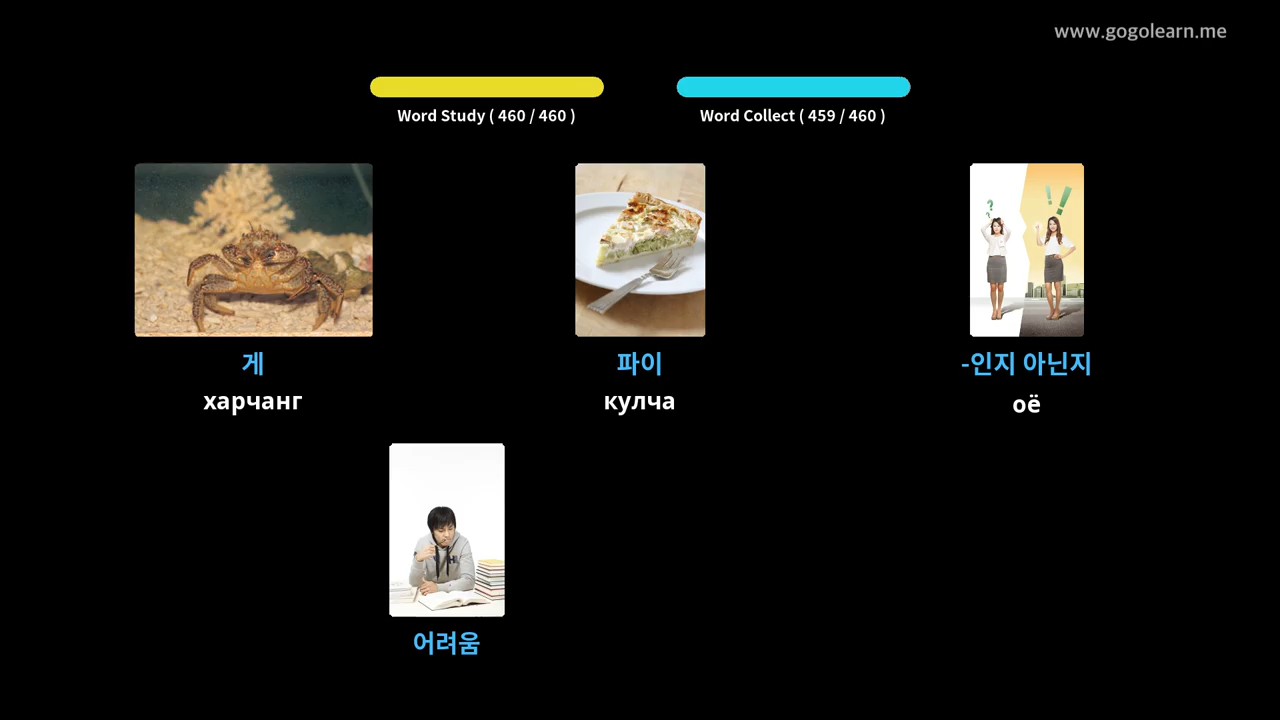 www.gogolearn.me
Word Study ( 460 / 460 )
Word Collect ( 459 / 460 )
게
харчанг
파이
кулча
-인지 아닌지
оё
어려움